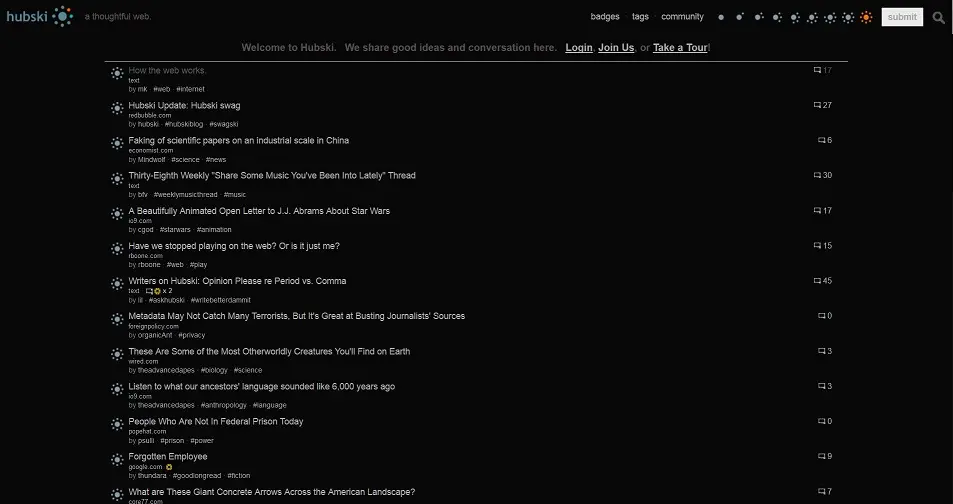 hubski a thoughtful web. badges · tags · community submit
Welcome to Hubski. We share good ideas and conversation here. Login, Join Us, or Take a Tour!
How the web works. 17
text
by mk · #web · #internet
Hubski Update: Hubski swag 27
redbubble.com
by hubski · #hubskiblog · #swagski
Faking of scientific papers on an industrial scale in China 6
economist.com
by Mindwolf · #science · #news
Thirty-Eighth Weekly "Share Some Music You've Been Into Lately" Thread 30
text
by bfv · #weeklymusicthread · #music
A Beautifully Animated Open Letter to J.J. Abrams About Star Wars 17
io9.com
by cgod · #starwars · #animation
Have we stopped playing on the web? Or is it just me? 15
rboone.com
by rboone · #web · #play
Writers on Hubski: Opinion Please re Period vs. Comma 45
text · x 2
by lil · #askhubski · #writebetterdammit
Metadata May Not Catch Many Terrorists, But It's Great at Busting Journalists' Sources 0
foreignpolicy.com
by organicAnt · #privacy
These Are Some of the Most Otherworldly Creatures You'll Find on Earth 3
wired.com
by theadvancedapes · #biology · #science
Listen to what our ancestors' language sounded like 6,000 years ago 3
io9.com
by theadvancedapes · #anthropology · #language
People Who Are Not In Federal Prison Today 0
popehat.com
by psulli · #prison · #power
Forgotten Employee 9
google.com
by thundara · #goodlongread · #fiction
What are These Giant Concrete Arrows Across the American Landscape? 7
core77.com